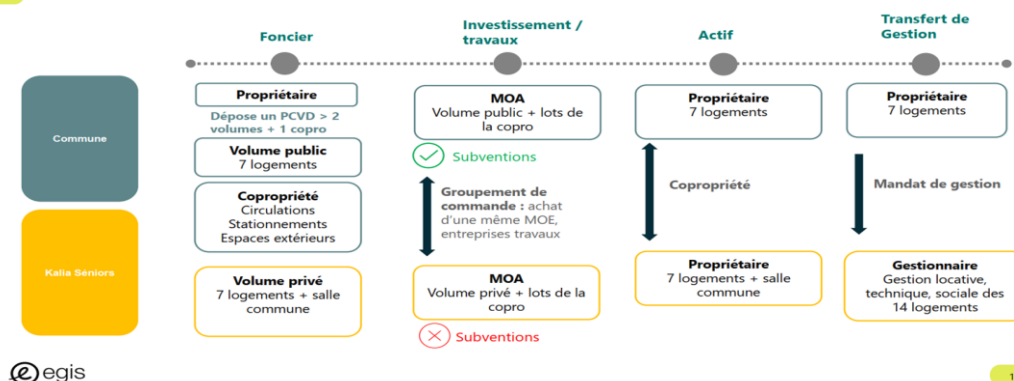 Foncier
Investissement /
travaux
Actif
Transfert de
Gestion
Commune
Propriétaire
Dépose un PCVD > 2
volumes + 1 copro
Volume public
7 logements
Copropriété
Circulations
Stationnements
Espaces extérieurs
MOA
Volume public + lots de
la copro
Subventions
Groupement de
commande : achat
d'une même MOE,
entreprises travaux
Propriétaire
7 logements
Copropriété
Propriétaire
7 logements
Mandat de gestion
Kalia Séniors
Volume privé
7 logements + salle
commune
MOA
Volume privé + lots de la
copro
Subventions
Propriétaire
7 logements + salle
commune
Gestionnaire
Gestion locative,
technique, sociale des
14 logements
egis